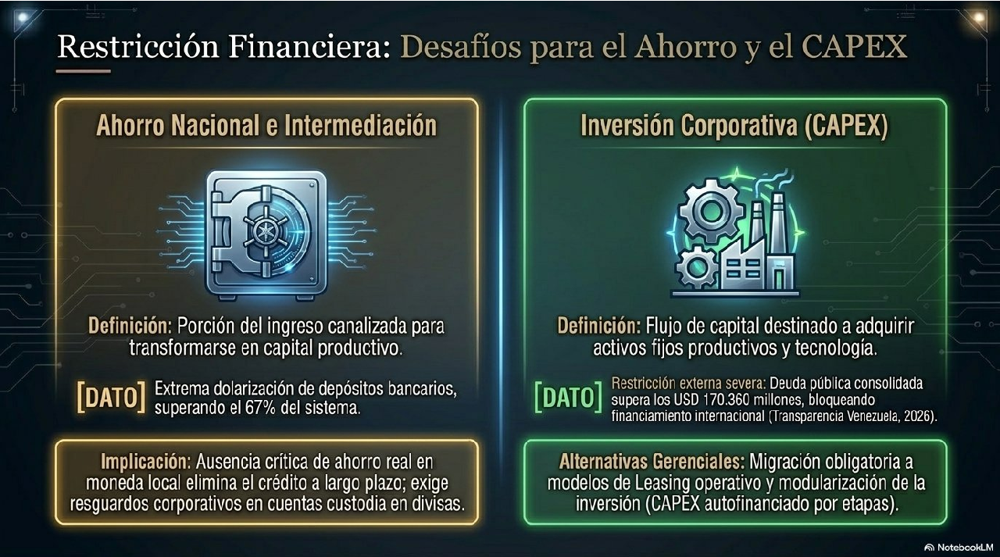 Restricción Financiera: Desafíos para el Ahorro y el CAPEX
Ahorro Nacional e Intermediación
Definición: Porción del ingreso canalizada para
transformarse en capital productivo.
[DATO] Extrema dolarización de depósitos bancarios,
superando el 67% del sistema.
Implicación: Ausencia crítica de ahorro real en
moneda local elimina el crédito a largo plazo; exige
resguardos corporativos en cuentas custodia en divisas.
Inversión Corporativa (CAPEX)
Definición: Flujo de capital destinado a adquirir
activos fijos productivos y tecnología.
[DATO] Restricción externa severa: Deuda pública consolidada
supera los USD 170.360 millones, bloqueando
financiamiento internacional (Transparencia Venezuela, 2026).
Alternativas Gerenciales: Migración obligatoria a
modelos de Leasing operativo y modularización de la
inversión (CAPEX autofinanciado por etapas).
NotebookLM